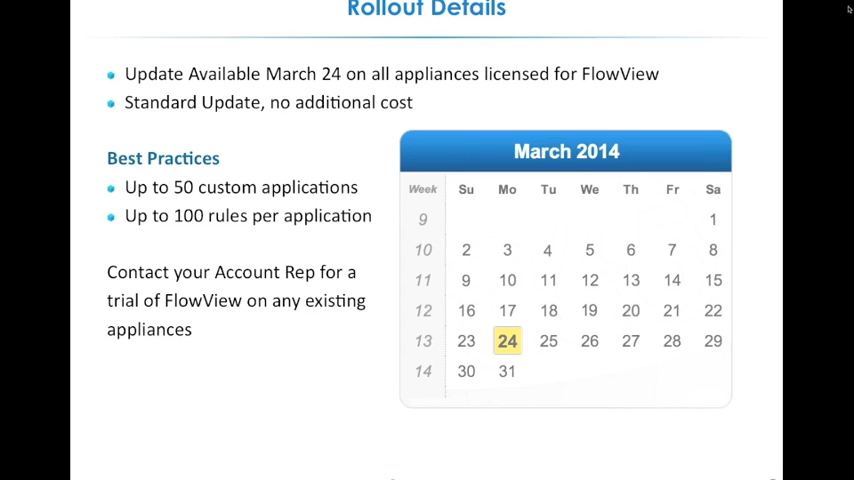 Rollout Details
Update Available March 24 on all appliances licensed for FlowView
Standard Update, no additional cost
Best Practices
Up to 50 custom applications
Up to 100 rules per application
Contact your Account Rep for a
trial of FlowView on any existing
appliances
March 2014
Week Su Mo Tu We Th Fr Sa
9 1
10 2 3 4 5 6 7 8
11 9 10 11 12 13 14 15
12 16 17 18 19 20 21 22
13 23 24 25 26 27 28 29
14 30 31